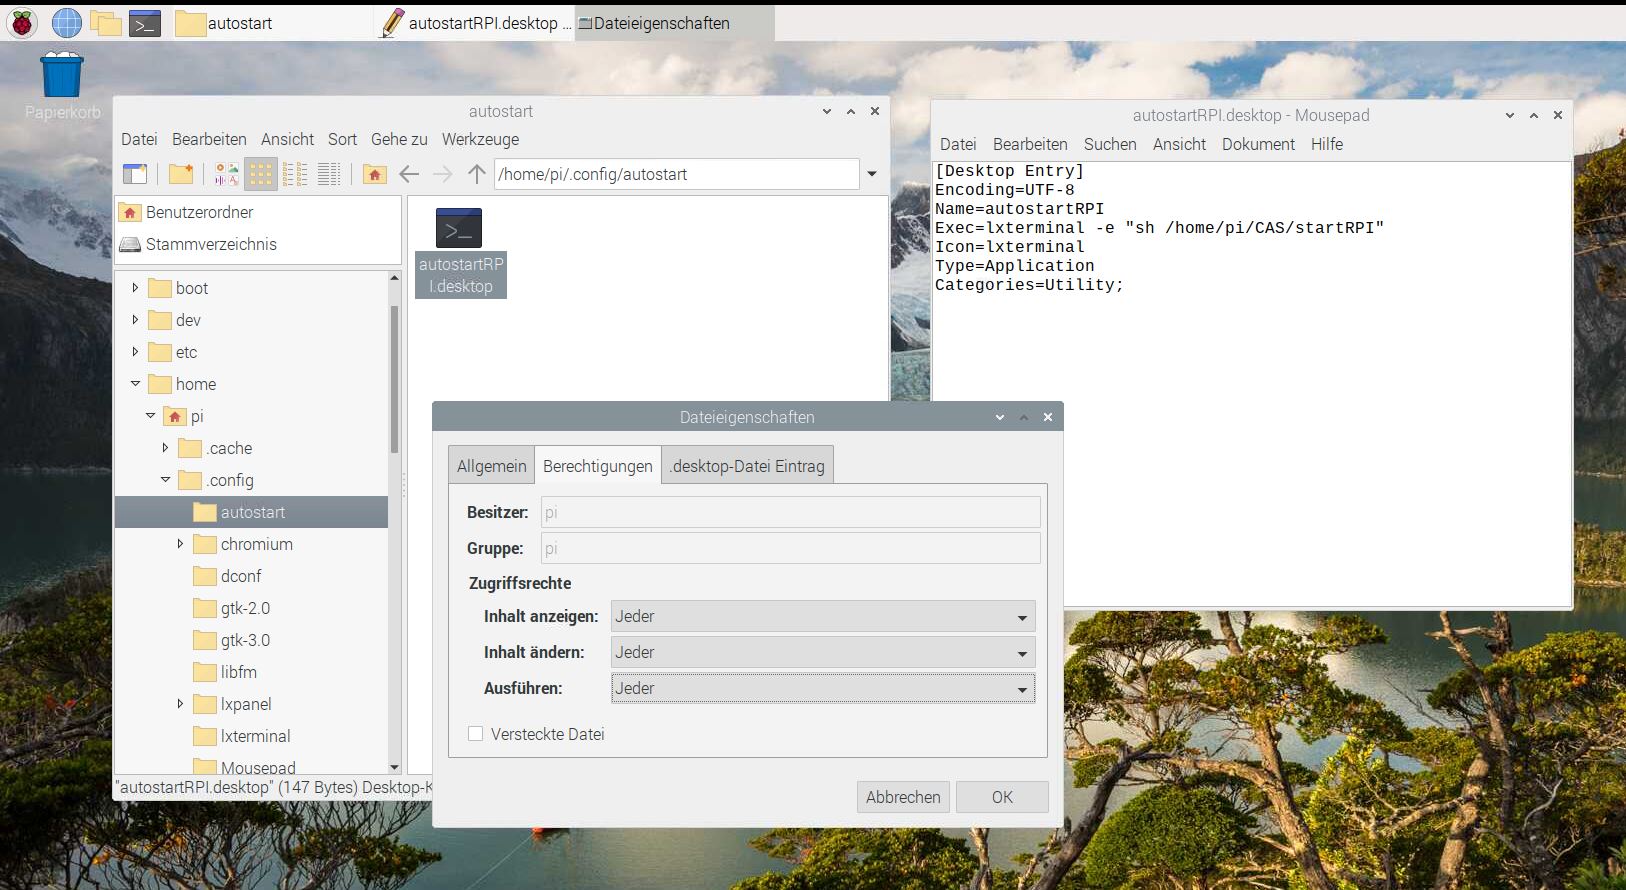 autostart
autostartRPI.desktop ...
Dateieigenschaften
Papierkorb
autostart
Datei Bearbeiten Ansicht Sort Gehe zu Werkzeuge
/home/pi/.config/autostart
Benutzerordner
Stammverzeichnis
boot
dev
etc
home
pi
.cache
.config
autostart
chromium
dconf
gtk-2.0
gtk-3.0
libfm
lxpanel
lxterminal
Mousepad
autostartRP
I.desktop
"autostartRPI.desktop" (147 Bytes) Desktop-K
autostartRPI.desktop - Mousepad
Datei Bearbeiten Suchen Ansicht Dokument Hilfe
[Desktop Entry]
Encoding=UTF-8
Name=autostartRPI
Exec=lxterminal -e "sh /home/pi/CAS/startRPI"
Icon=lxterminal
Type=Application
Categories=Utility;
Dateieigenschaften
Allgemein Berechtigungen .desktop-Datei Eintrag
Besitzer: pi
Gruppe: pi
Zugriffsrechte
Inhalt anzeigen: Jeder
Inhalt ändern: Jeder
Ausführen: Jeder
Versteckte Datei
Abbrechen OK